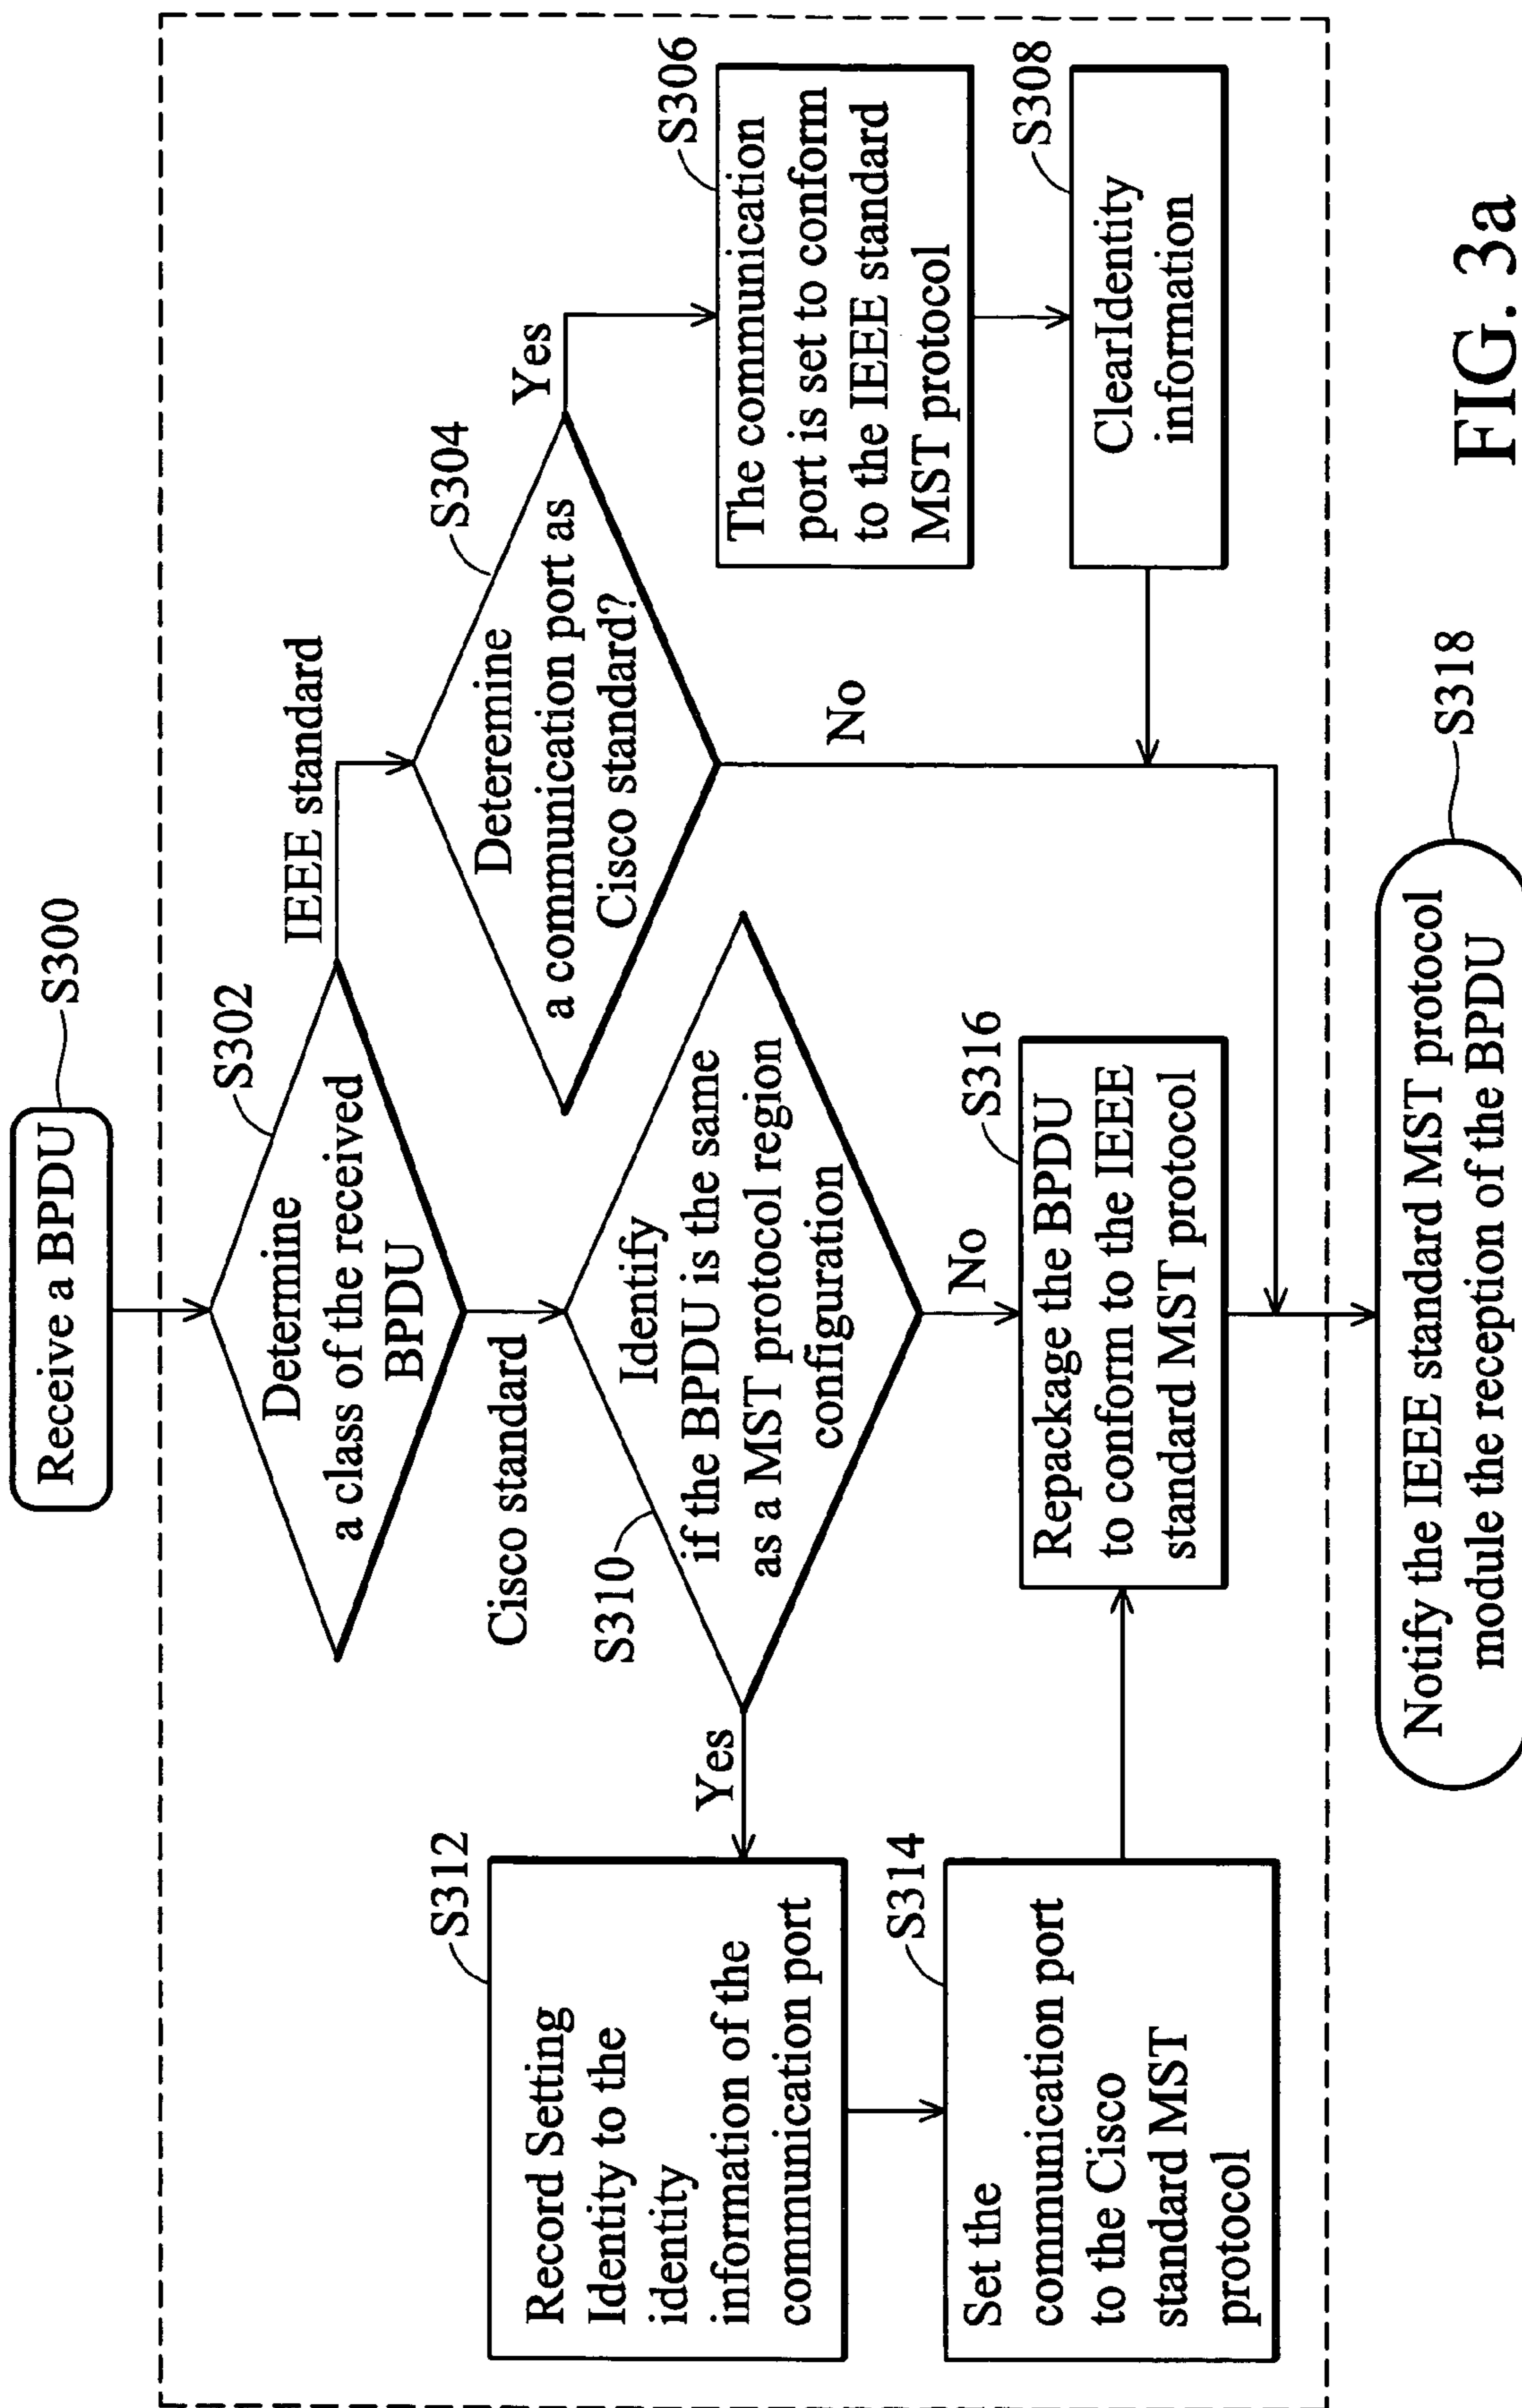 Receive a BPDU
S300
Determine
a class of the received
BPDU
S302
IEEE standard
Cisco standard
Deteremine
a communication port as
Cisco standard?
S304
Yes
No
The communication
port is set to conform
to the IEEE standard
MST protocol
S306
ClearIdentity
information
S308
Identify
if the BPDU is the same
as a MST protocol region
configuration
S310
Yes
No
Record Setting
Identity to the
identity
information of the
communication port
S312
Set the
communication port
to the Cisco
standard MST
protocol
S314
Repackage the BPDU
to conform to the IEEE
standard MST protocol
S316
Notify the IEEE standard MST protocol
module the reception of the BPDU
S318
FIG. 3a